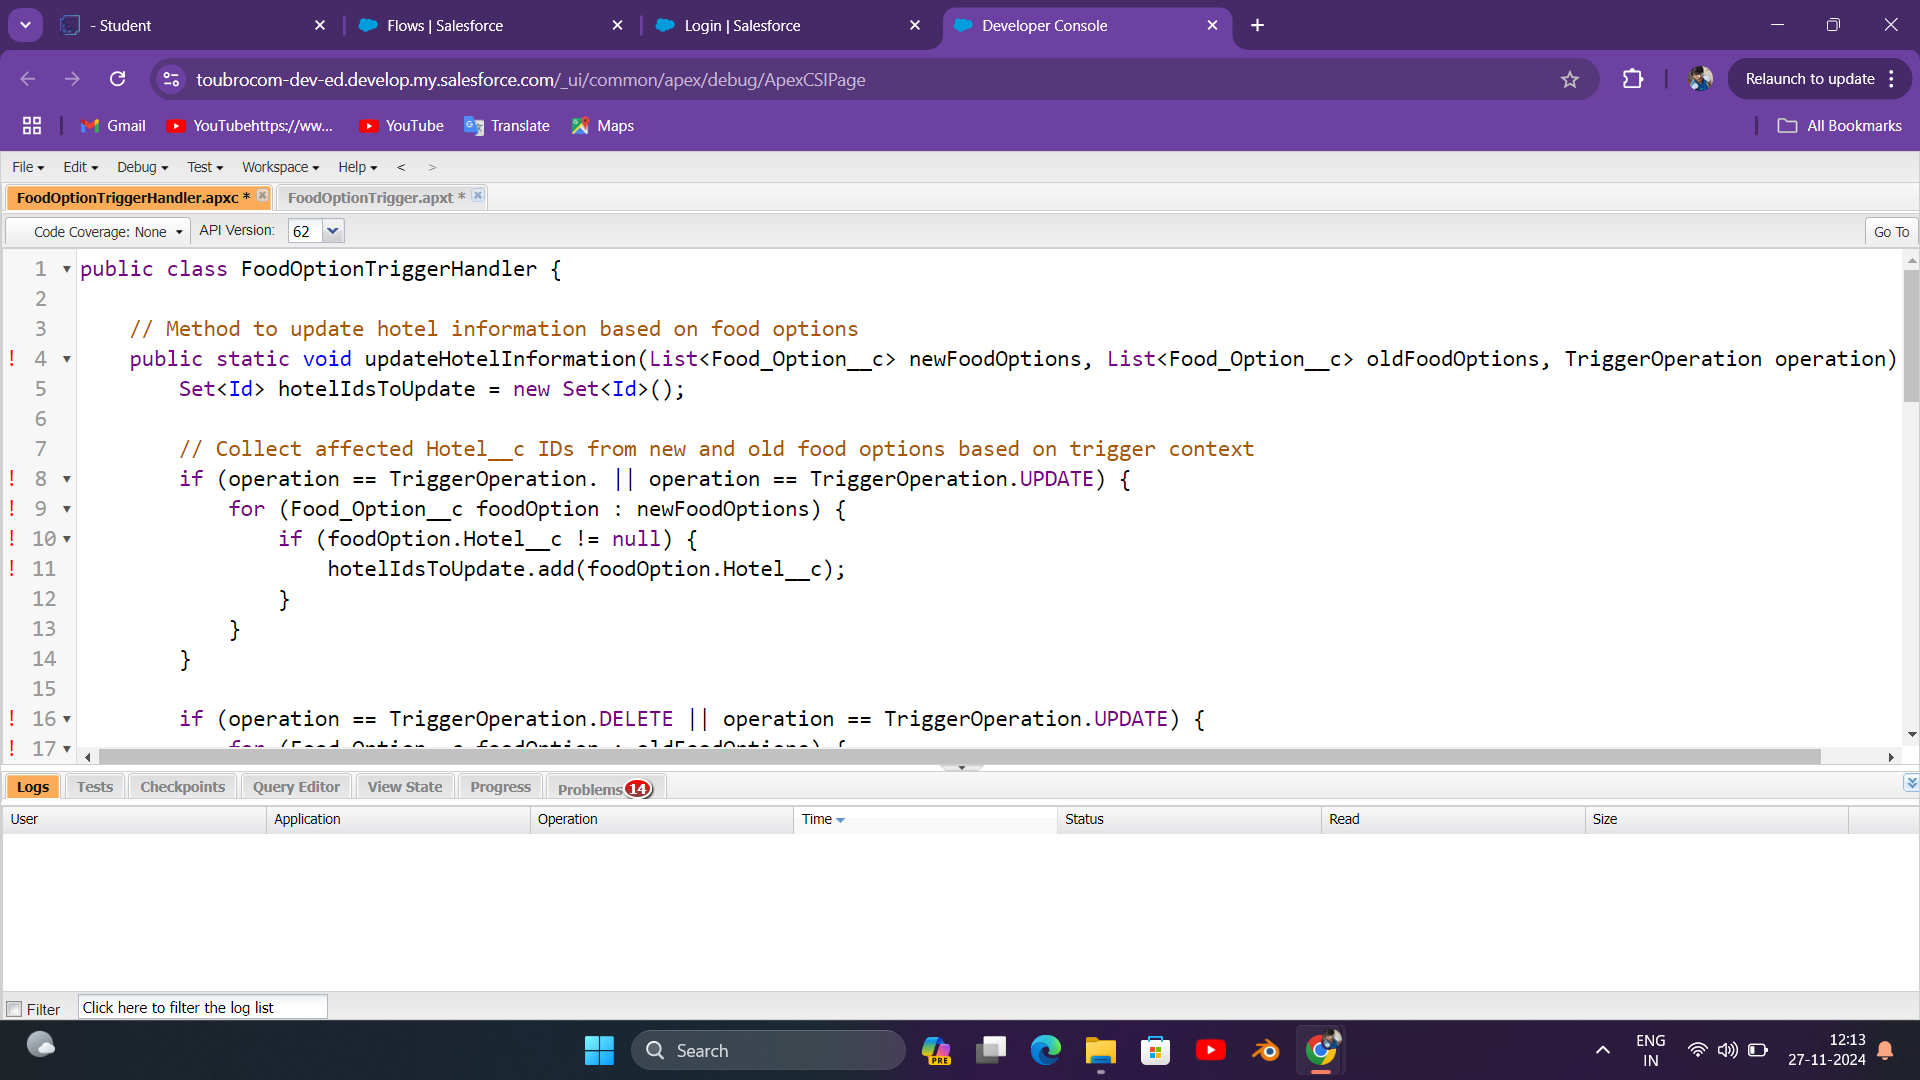 - Student
Flows | Salesforce
Login | Salesforce
Developer Console
toubrocom-dev-ed.develop.my.salesforce.com/_ui/common/apex/debug/ApexCSIPage
Relaunch to update
Gmail
YouTubehttps://ww...
YouTube
Translate
Maps
All Bookmarks
File
Edit
Debug
Test
Workspace
Help
<
>
FoodOptionTriggerHandler.apxc *
FoodOptionTrigger.apxt *
Code Coverage: None
API Version:
62
Go To
1 public class FoodOptionTriggerHandler {
2
3 // Method to update hotel information based on food options
! 4 public static void updateHotelInformation(List<Food_Option__c> newFoodOptions, List<Food_Option__c> oldFoodOptions, TriggerOperation operation)
5 Set<Id> hotelIdsToUpdate = new Set<Id>();
6
7 // Collect affected Hotel__c IDs from new and old food options based on trigger context
! 8 if (operation == TriggerOperation. || operation == TriggerOperation.UPDATE) {
! 9 for (Food_Option__c foodOption : newFoodOptions) {
! 10 if (foodOption.Hotel__c != null) {
! 11 hotelIdsToUpdate.add(foodOption.Hotel__c);
12 }
13 }
14 }
15
! 16 if (operation == TriggerOperation.DELETE || operation == TriggerOperation.UPDATE) {
! 17 for (Food_Option__c foodOption : oldFoodOptions) {
Logs
Tests
Checkpoints
Query Editor
View State
Progress
Problems 14
User
Application
Operation
Time
Status
Read
Size
Filter
Click here to filter the log list
Search
PRE
ENG
IN
12:13
27-11-2024